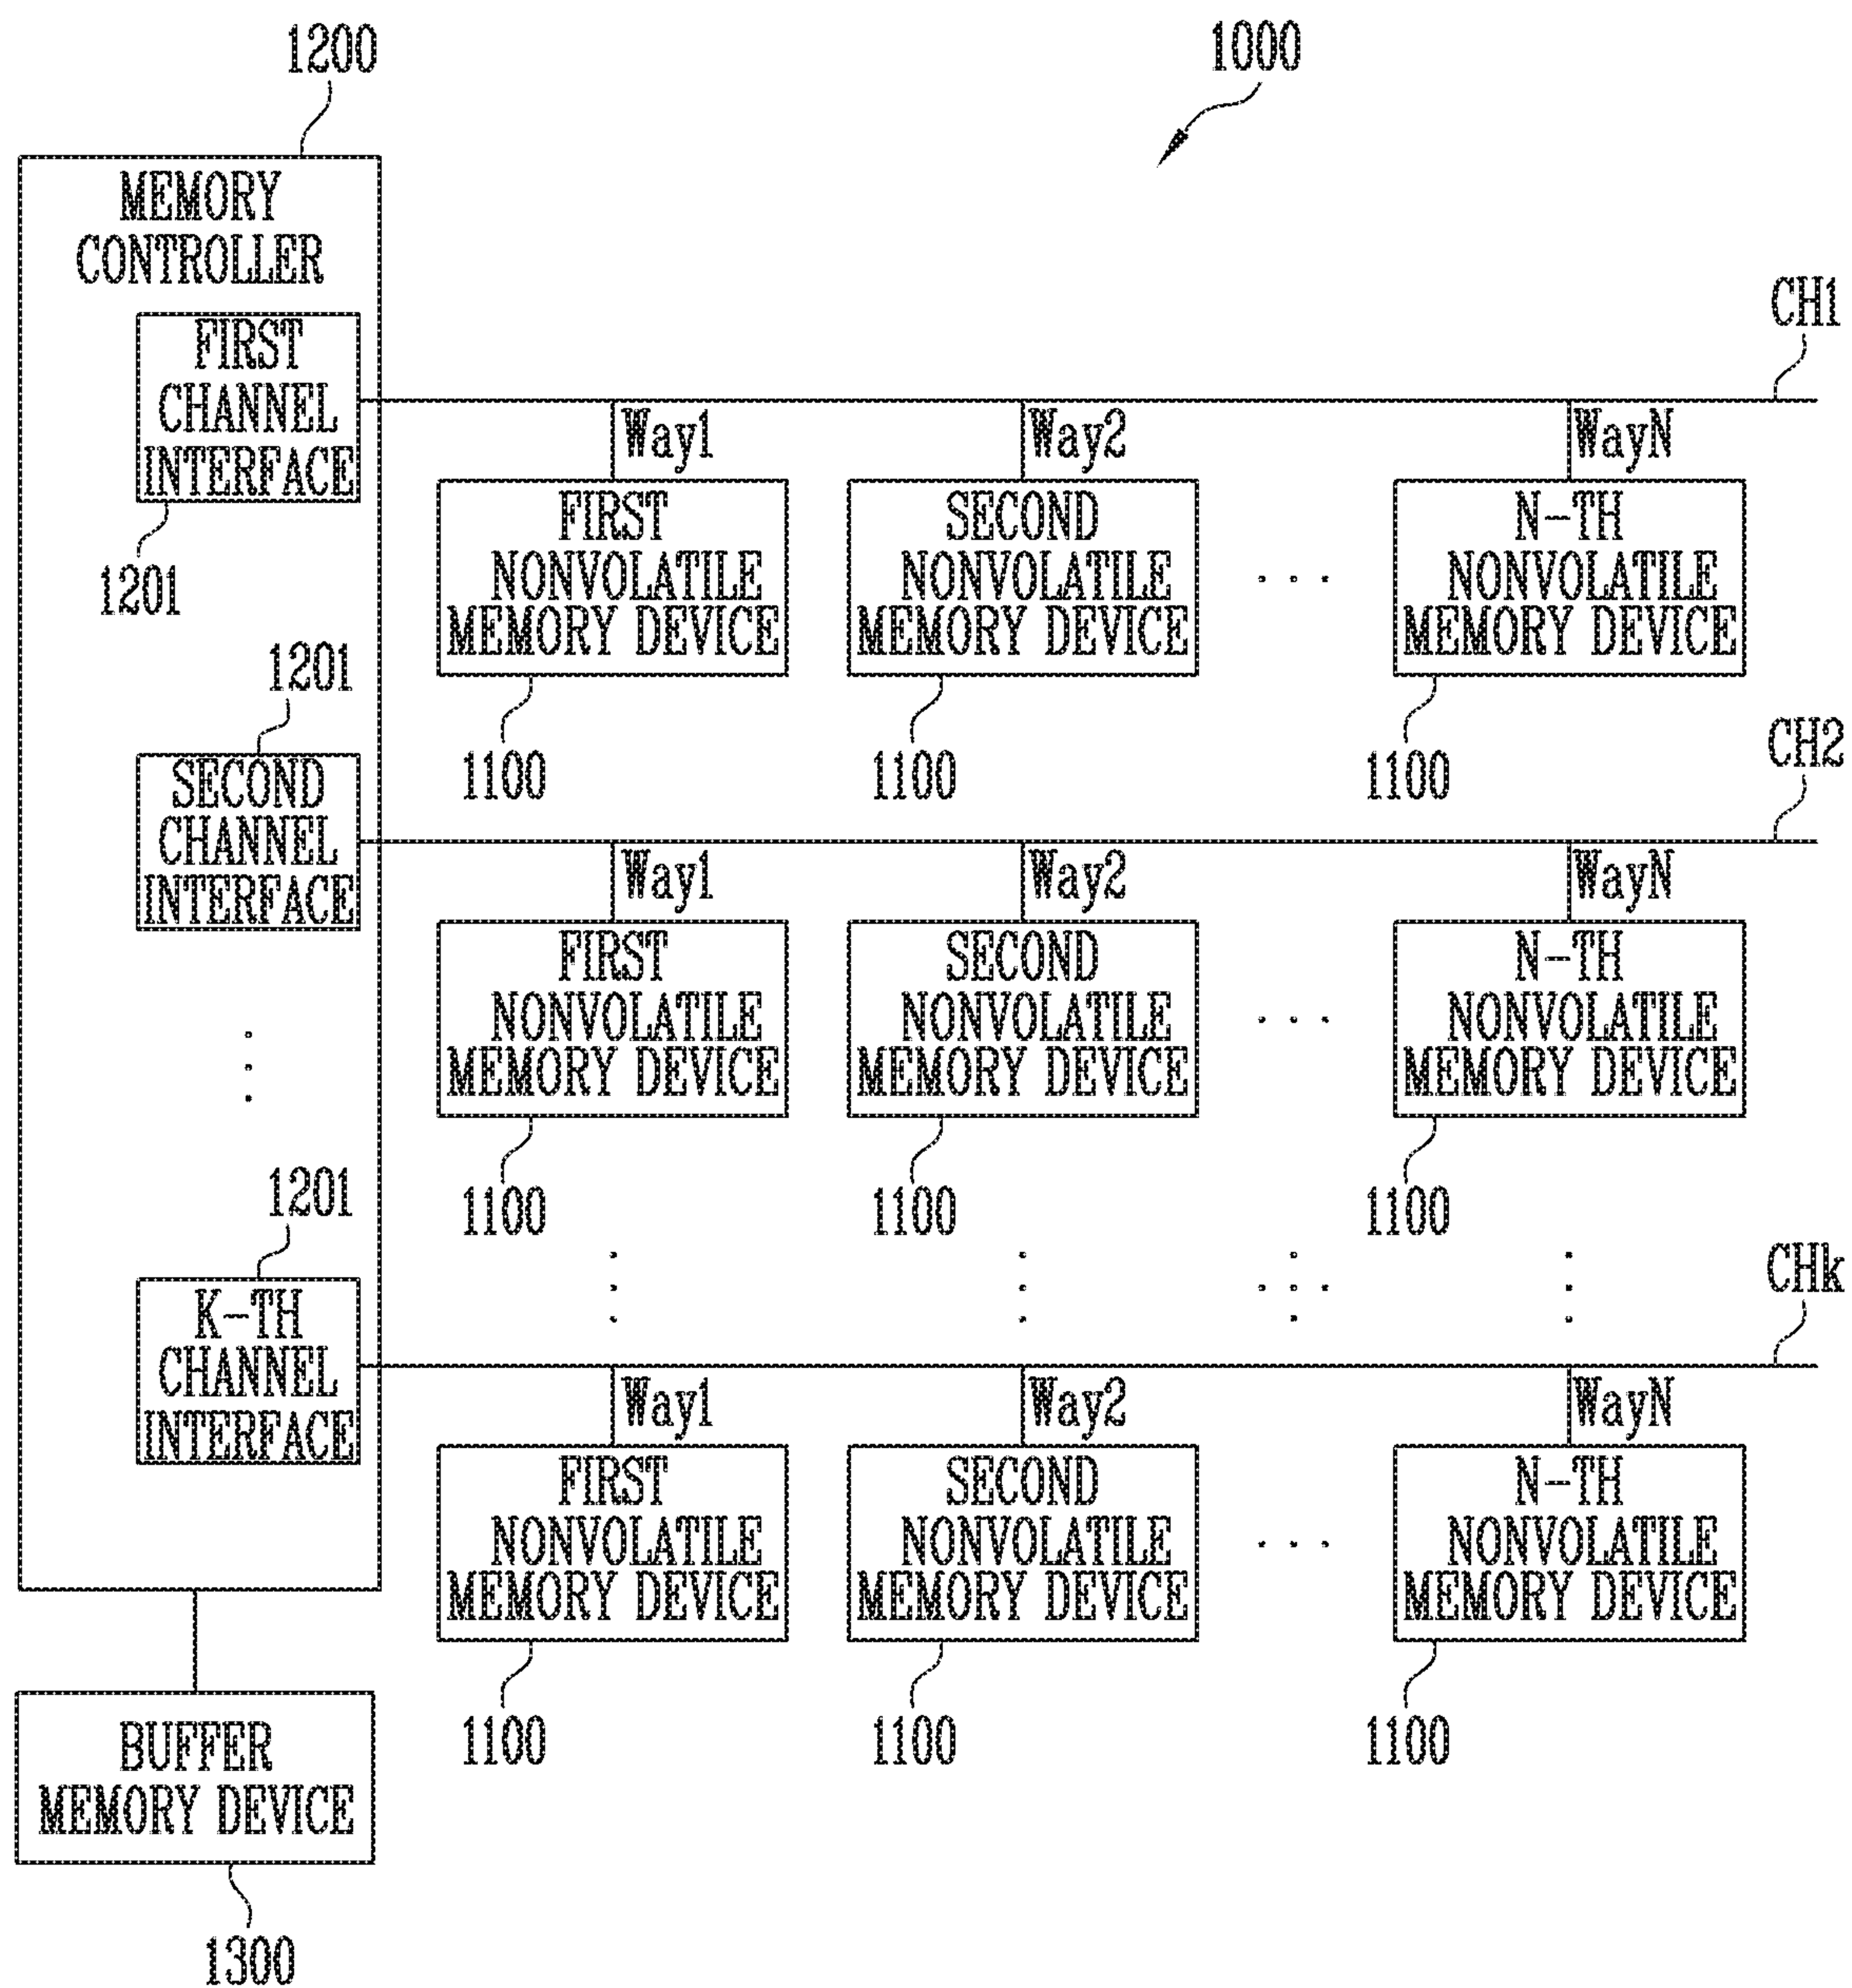 1200
1000
MEMORY
CONTROLLER
CH1
FIRST
CHANNEL
INTERFACE
1201
Way1
Way2
WayN
FIRST
NONVOLATILE
MEMORY DEVICE
SECOND
NONVOLATILE
MEMORY DEVICE
. . .
N-TH
NONVOLATILE
MEMORY DEVICE
1100
1100
1100
1201
CH2
SECOND
CHANNEL
INTERFACE
Way1
Way2
WayN
FIRST
NONVOLATILE
MEMORY DEVICE
SECOND
NONVOLATILE
MEMORY DEVICE
. . .
N-TH
NONVOLATILE
MEMORY DEVICE
1100
1100
1100
1201
CHk
K-TH
CHANNEL
INTERFACE
Way1
Way2
WayN
FIRST
NONVOLATILE
MEMORY DEVICE
SECOND
NONVOLATILE
MEMORY DEVICE
. . .
N-TH
NONVOLATILE
MEMORY DEVICE
1100
1100
1100
BUFFER
MEMORY DEVICE
1300